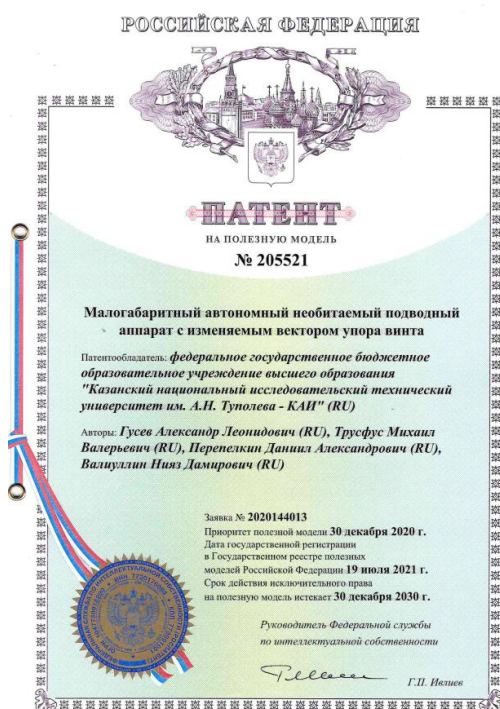 РОССИЙСКАЯ ФЕДЕРАЦИЯ
ПАТЕНТ
НА ПОЛЕЗНУЮ МОДЕЛЬ
№ 205521
Малогабаритный автономный необитаемый подводный
аппарат с изменяемым вектором упора винта
Патентообладатель: федеральное государственное бюджетное
образовательное учреждение высшего образования
"Казанский национальный исследовательский технический
университет им. А.Н. Туполева - КАИ" (RU)
Авторы: Гусев Александр Леонидович (RU), Трусфус Михаил
Валерьевич (RU), Перепелкин Даниил Александрович (RU),
Валиуллин Нияз Дамирович (RU)
Заявка № 2020144013
Приоритет полезной модели 30 декабря 2020 г.
Дата государственной регистрации
в Государственном реестре полезных
моделей Российской Федерации 19 июля 2021 г.
Срок действия исключительного права
на полезную модель истекает 30 декабря 2030 г.
Руководитель Федеральной службы
по интеллектуальной собственности
Г.П. Ивлиев